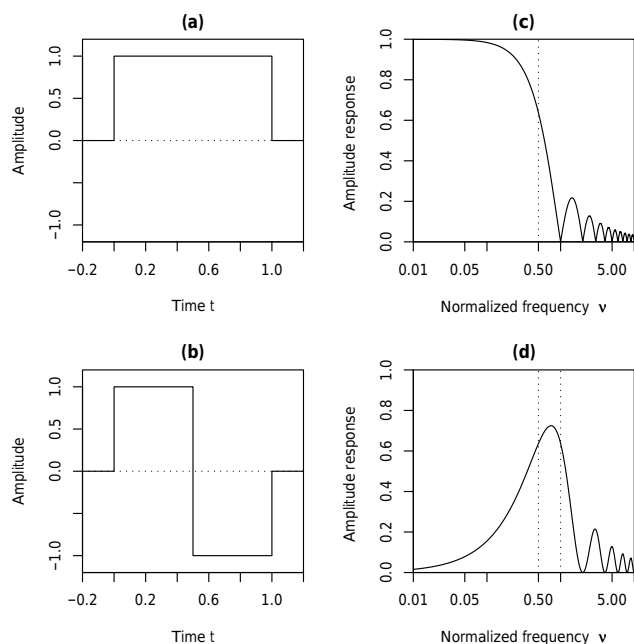 (a)
Amplitude
1.0
0.5
0.0
−1.0
−0.2 0.2 0.6 1.0
Time t
(c)
Amplitude response
1.0
0.8
0.6
0.4
0.2
0.0
0.01 0.05 0.50 5.00
Normalized frequency ν
(b)
Amplitude
1.0
0.5
0.0
−1.0
−0.2 0.2 0.6 1.0
Time t
(d)
Amplitude response
1.0
0.8
0.6
0.4
0.2
0.0
0.01 0.05 0.50 5.00
Normalized frequency ν